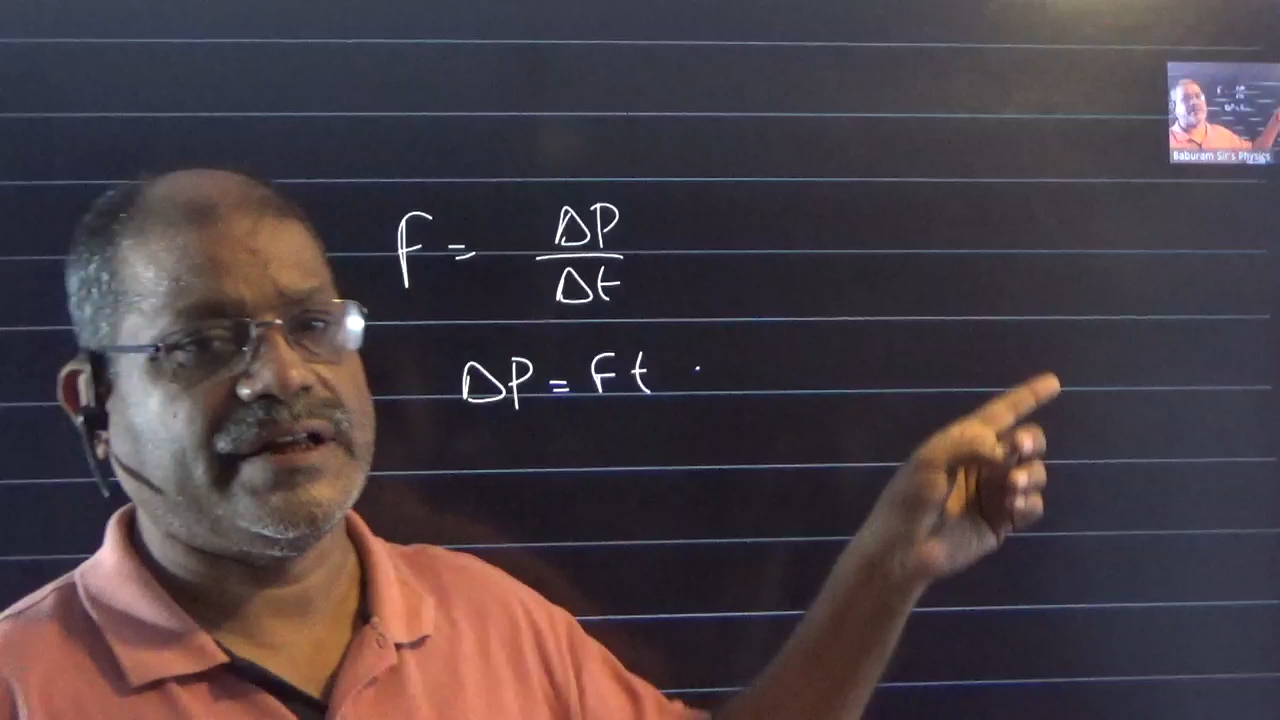 F = ΔP / Δt
ΔP = Ft .
Baburam Sir's Physics